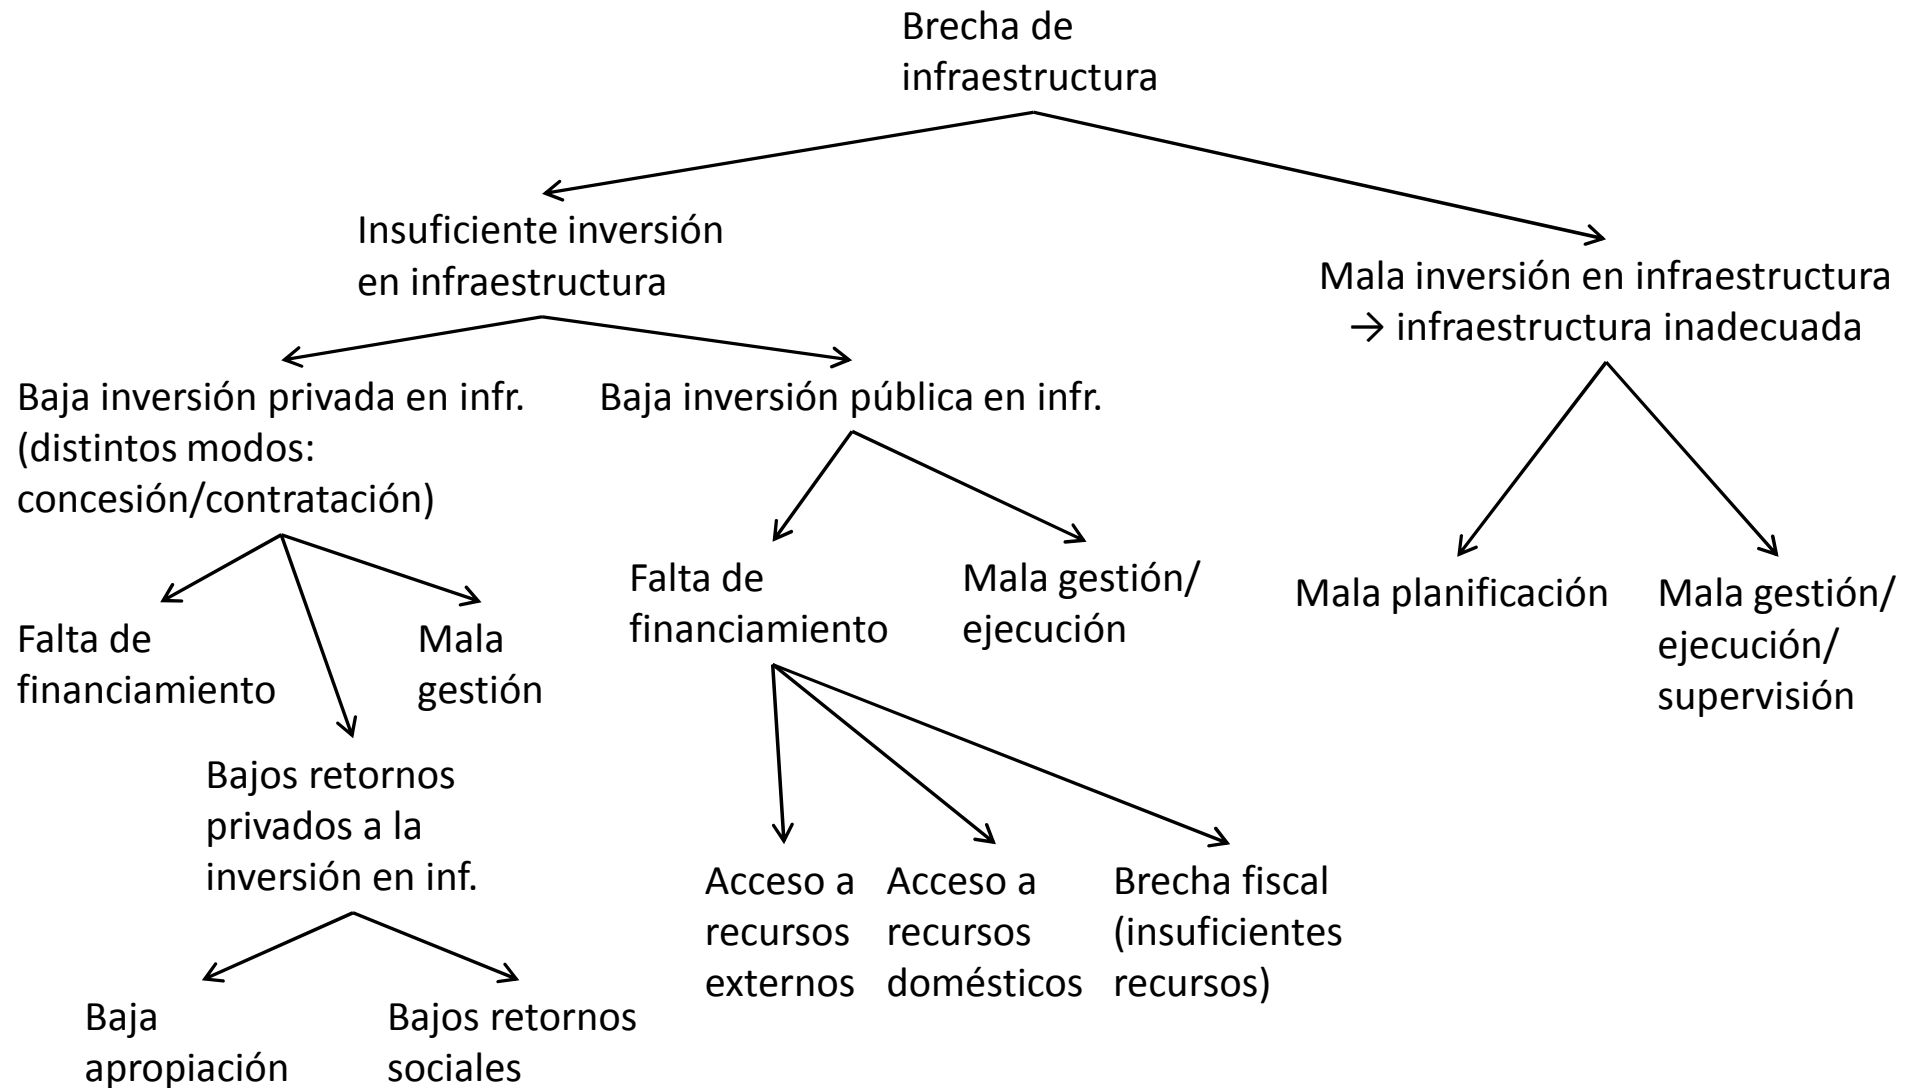 Brecha de
infraestructura
Insuficiente inversión
en infraestructura
Mala inversión en infraestructura
→ infraestructura inadecuada
Baja inversión privada en infr.
(distintos modos:
concesión/contratación)
Baja inversión pública en infr.
Falta de
financiamiento
Mala
gestión
Falta de
financiamiento
Mala gestión/
ejecución
Mala planificación
Mala gestión/
ejecución/
supervisión
Bajos retornos
privados a la
inversión en inf.
Acceso a
recursos
externos
Acceso a
recursos
domésticos
Brecha fiscal
(insuficientes
recursos)
Baja
apropiación
Bajos retornos
sociales